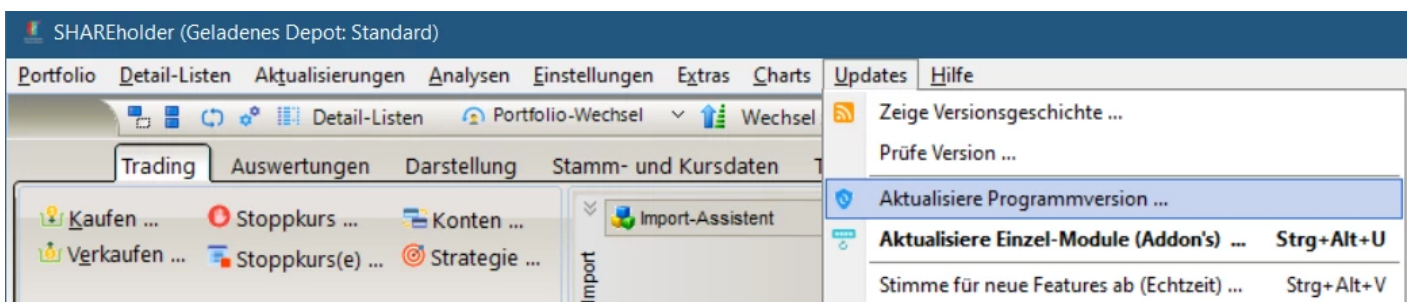 SHAREholder (Geladenes Depot: Standard)
Portfolio Detail-Listen Aktualisierungen Analysen Einstellungen Extras Charts Updates Hilfe
Detail-Listen Portfolio-Wechsel Wechsel
Zeige Versionsgeschichte ...
Prüfe Version ...
Trading Auswertungen Darstellung Stamm- und Kursdaten
Aktualisiere Programmversion ...
Kaufen ... Stoppkurs ... Konten ... Import-Assistent
Aktualisiere Einzel-Module (Addon's) ... Strg+Alt+U
Verkaufen ... Stoppkurs(e) ... Strategie ...
Import
Stimme für neue Features ab (Echtzeit) ... Strg+Alt+V